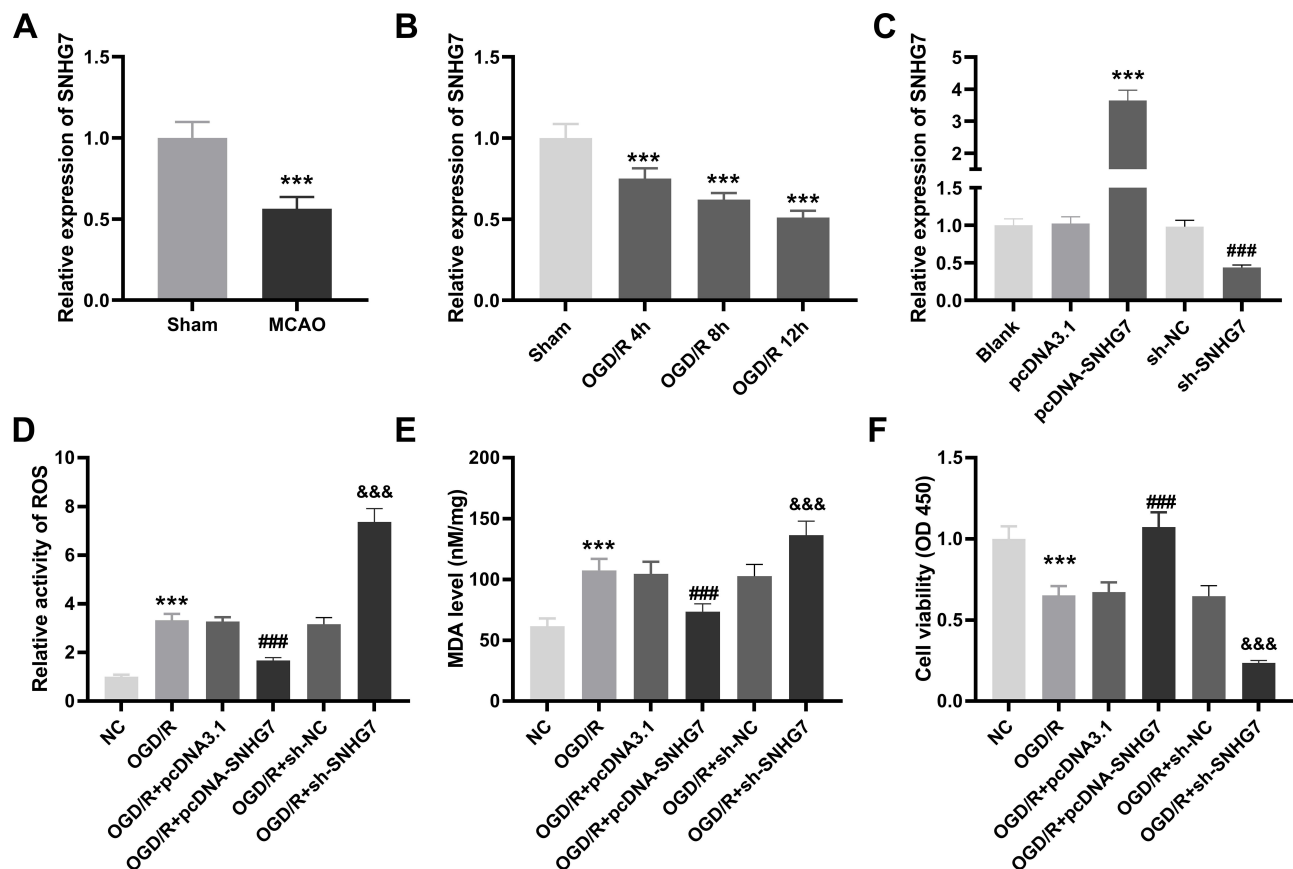 A
Relative expression of SNHG7
1.5
1.0
0.5
0.0
***
Sham
MCAO
B
Relative expression of SNHG7
1.5
1.0
0.5
0.0
***
***
***
Sham
OGD/R 4h
OGD/R 8h
OGD/R 12h
C
Relative expression of SNHG7
5
4
3
2
1.5
1.0
0.5
0.0
***
###
Blank
pcDNA3.1
pcDNA-SNHG7
sh-NC
sh-SNHG7
D
Relative activity of ROS
10
8
6
4
2
0
***
###
&&&
NC
OGD/R
OGD/R+pcDNA3.1
OGD/R+pcDNA-SNHG7
OGD/R+sh-NC
OGD/R+sh-SNHG7
E
MDA level (nM/mg)
200
150
100
50
0
***
###
&&&
NC
OGD/R
OGD/R+pcDNA3.1
OGD/R+pcDNA-SNHG7
OGD/R+sh-NC
OGD/R+sh-SNHG7
F
Cell viability (OD 450)
1.5
1.0
0.5
0.0
***
###
&&&
NC
OGD/R
OGD/R+pcDNA3.1
OGD/R+pcDNA-SNHG7
OGD/R+sh-NC
OGD/R+sh-SNHG7